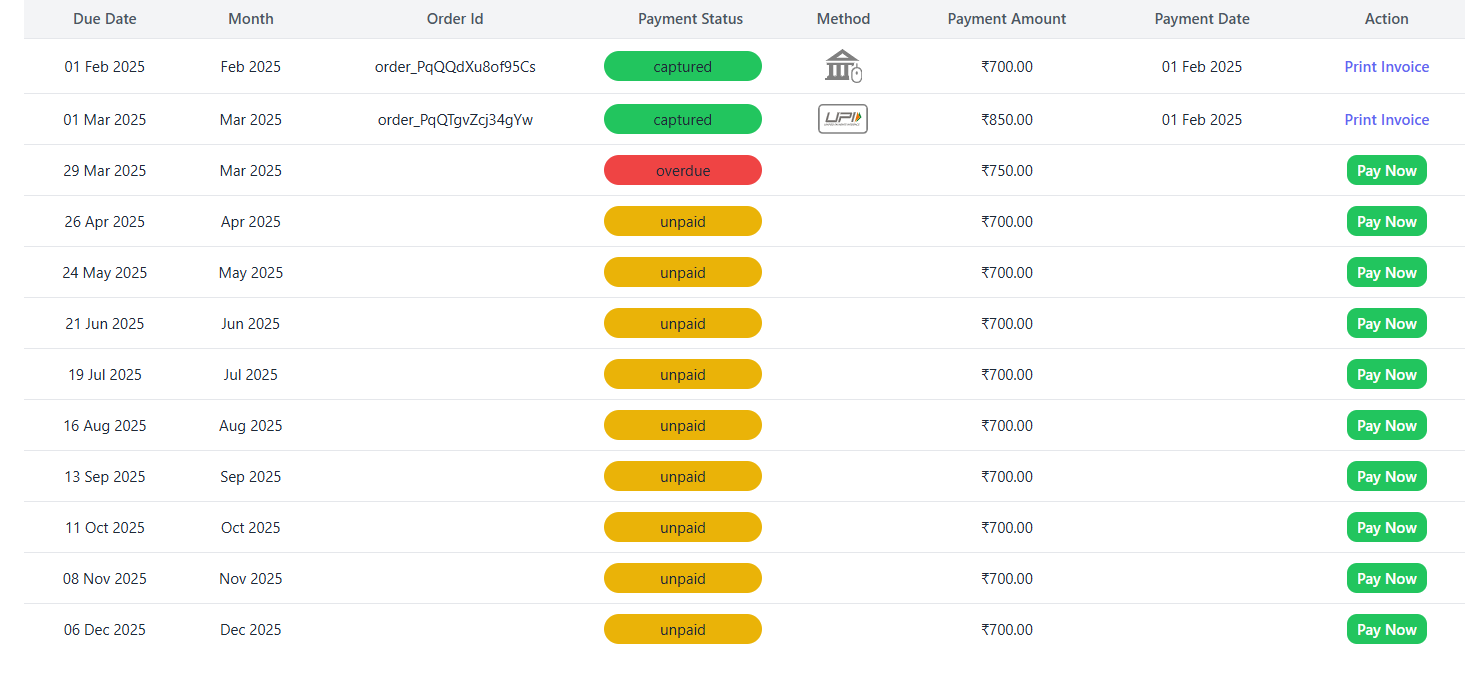 Due Date Month Order Id Payment Status Method Payment Amount Payment Date Action
01 Feb 2025 Feb 2025 order_PqQQdXu8of95Cs captured ₹700.00 01 Feb 2025 Print Invoice
01 Mar 2025 Mar 2025 order_PqQTgvZcj34gYw captured UPI ₹850.00 01 Feb 2025 Print Invoice
29 Mar 2025 Mar 2025 overdue ₹750.00 Pay Now
26 Apr 2025 Apr 2025 unpaid ₹700.00 Pay Now
24 May 2025 May 2025 unpaid ₹700.00 Pay Now
21 Jun 2025 Jun 2025 unpaid ₹700.00 Pay Now
19 Jul 2025 Jul 2025 unpaid ₹700.00 Pay Now
16 Aug 2025 Aug 2025 unpaid ₹700.00 Pay Now
13 Sep 2025 Sep 2025 unpaid ₹700.00 Pay Now
11 Oct 2025 Oct 2025 unpaid ₹700.00 Pay Now
08 Nov 2025 Nov 2025 unpaid ₹700.00 Pay Now
06 Dec 2025 Dec 2025 unpaid ₹700.00 Pay Now